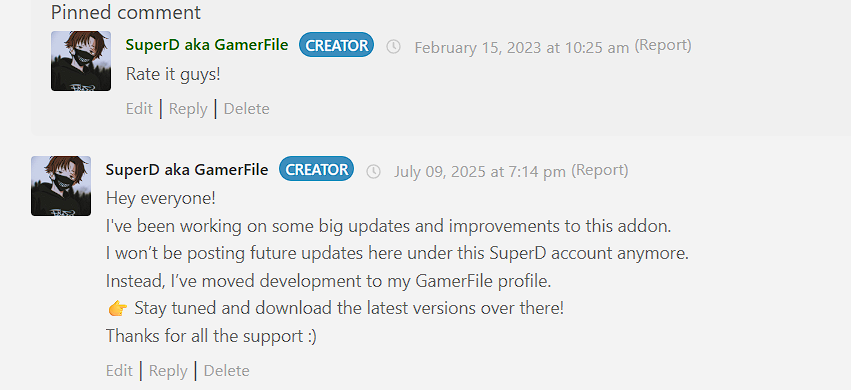 Pinned comment
SuperD aka GamerFile CREATOR February 15, 2023 at 10:25 am (Report)
Rate it guys!
Edit | Reply | Delete
SuperD aka GamerFile CREATOR July 09, 2025 at 7:14 pm (Report)
Hey everyone!
I've been working on some big updates and improvements to this addon.
I won’t be posting future updates here under this SuperD account anymore.
Instead, I’ve moved development to my GamerFile profile.
👉 Stay tuned and download the latest versions over there!
Thanks for all the support :)
Edit | Reply | Delete